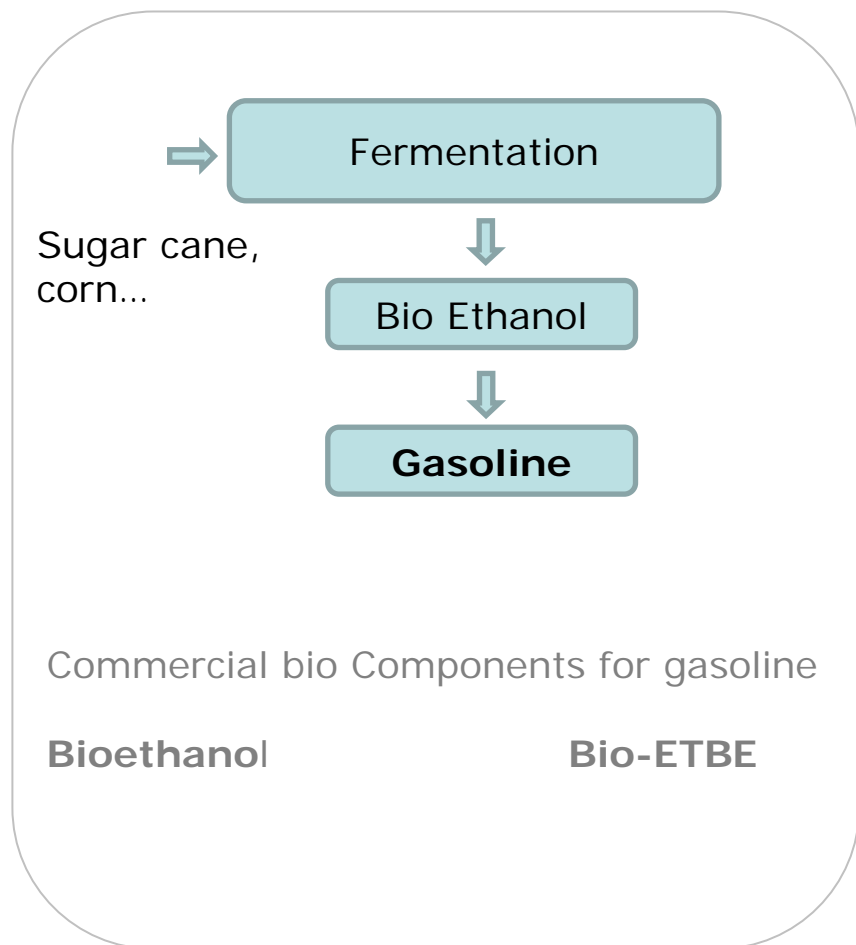 Fermentation
Sugar cane,
corn...
Bio Ethanol
Gasoline
Commercial bio Components for gasoline
Bioethanol
Bio-ETBE